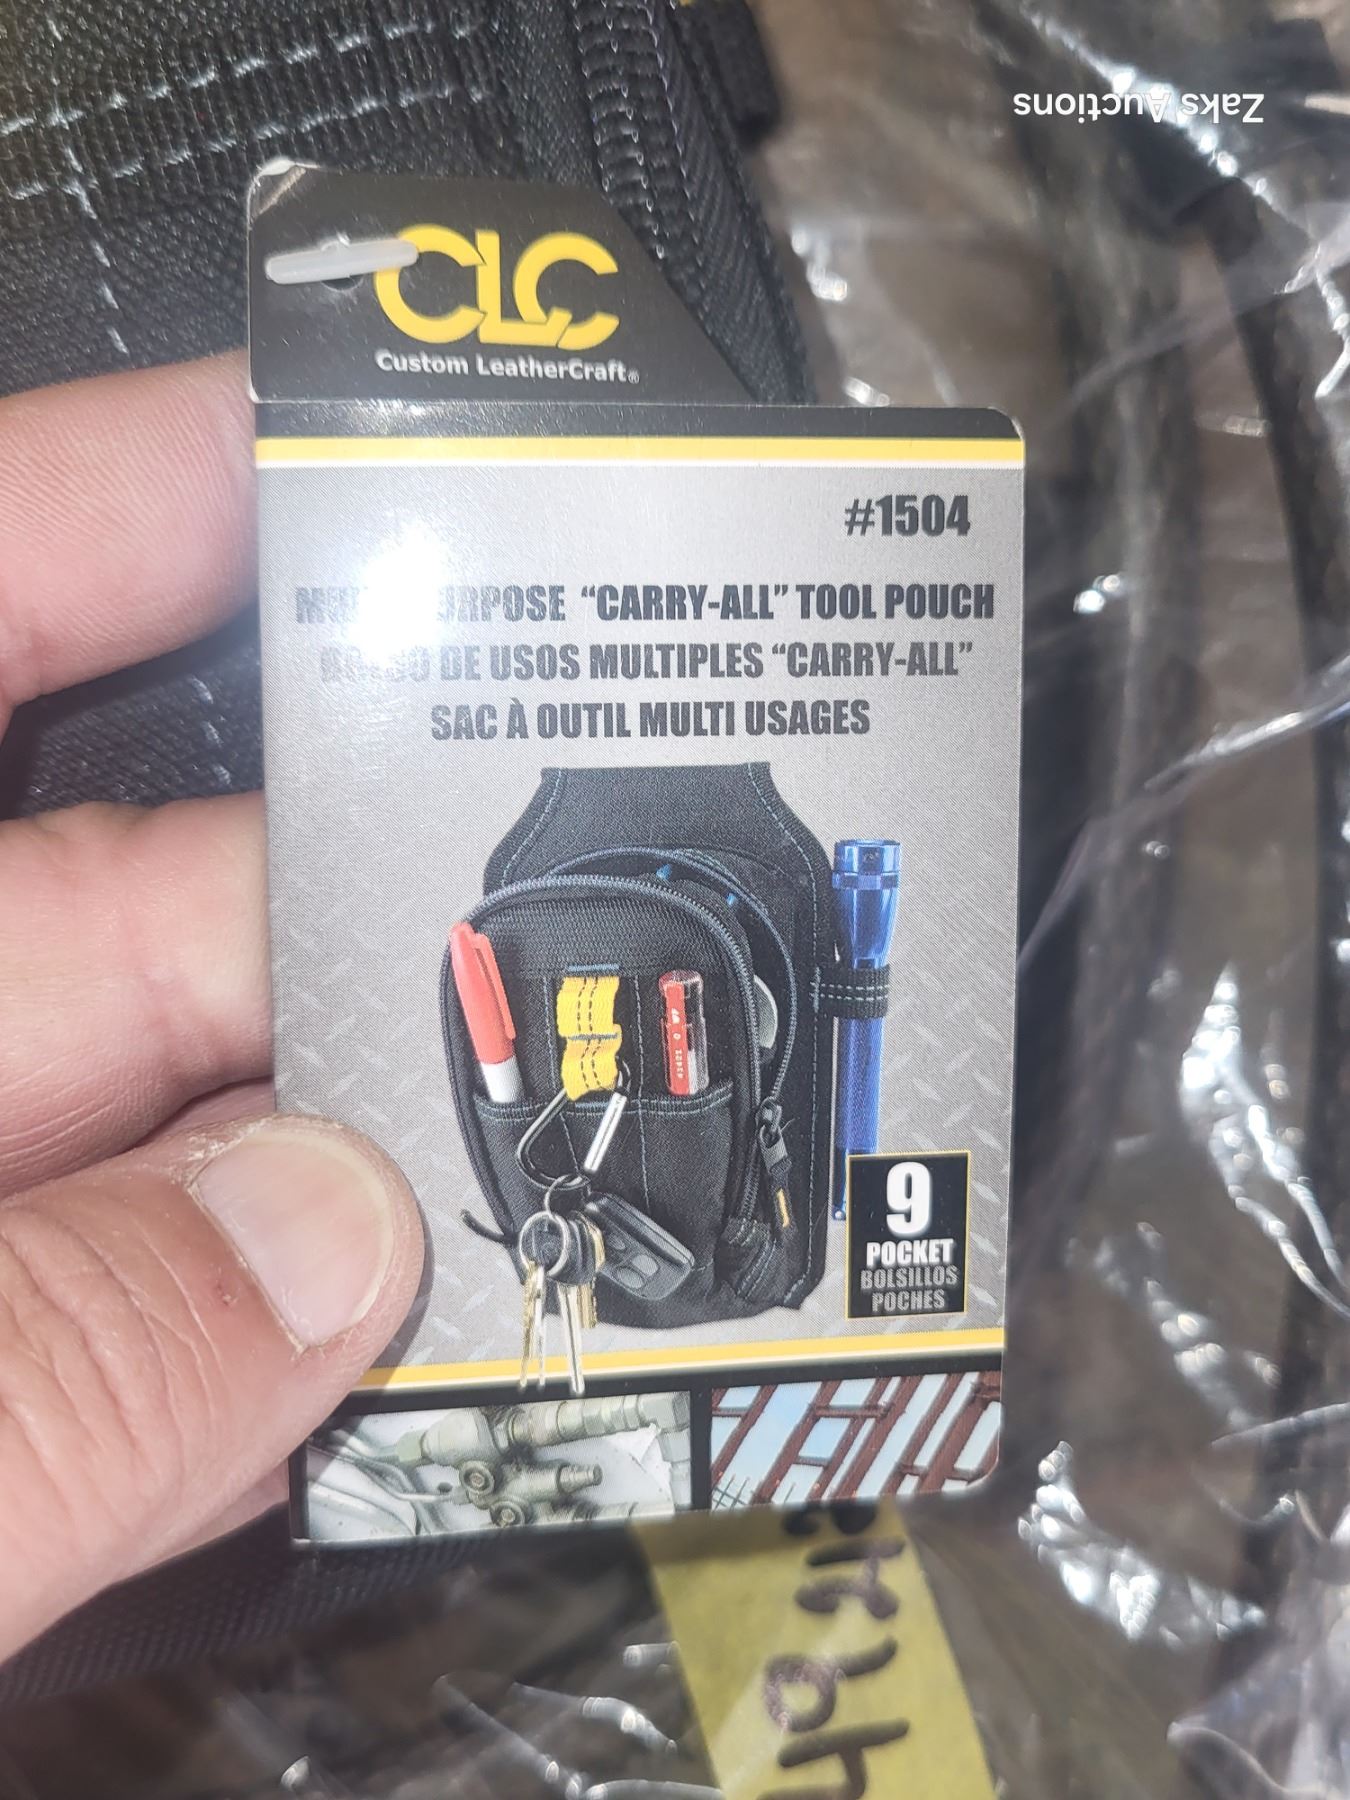 Zaks Auctions
CLC
Custom LeatherCraft®
#1504
"CARRY-ALL" TOOL POUCH
DE USOS MULTIPLES "CARRY-ALL"
SAC À OUTIL MULTI USAGES
9
POCKET
BOLSILLOS
POCHES